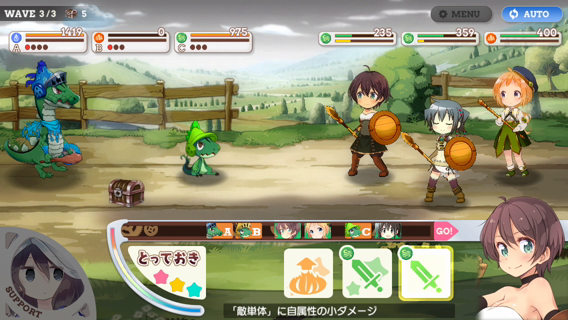 WAVE 3/3 5
MENU
AUTO
1419
A
0
B
975
C
235
359
400
A B C GO!
とっておき
SUPPORT
「敵単体」に自属性の小ダメージ